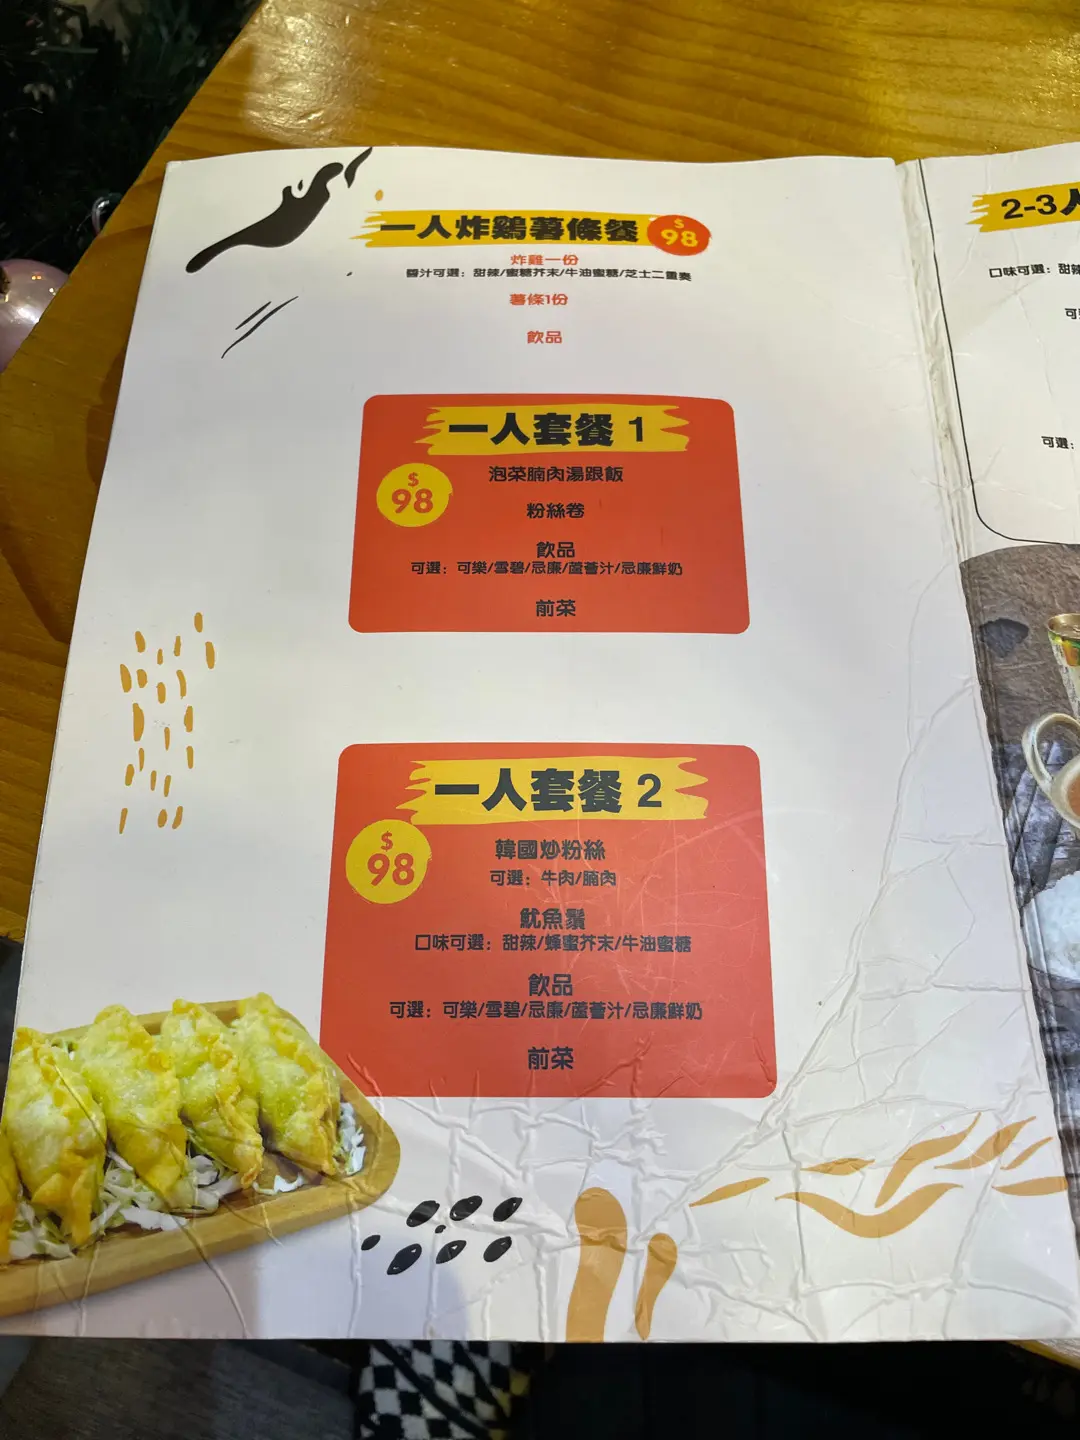 一人炸鷄薯條餐 $98
炸雞一份
醬汁可選：甜辣/蜜糖芥末/牛油蜜糖/芝士二重奏
薯條1份
飲品
一人套餐 1
$98
泡菜腩肉湯跟飯
粉絲卷
飲品
可選：可樂/雪碧/忌廉/蘆薈汁/忌廉鮮奶
前菜
一人套餐 2
$98
韓國炒粉絲
可選：牛肉/腩肉
魷魚鬚
口味可選：甜辣/蜂蜜芥末/牛油蜜糖
飲品
可選：可樂/雪碧/忌廉/蘆薈汁/忌廉鮮奶
前菜
2-3人
口味可選：甜
可
可選：